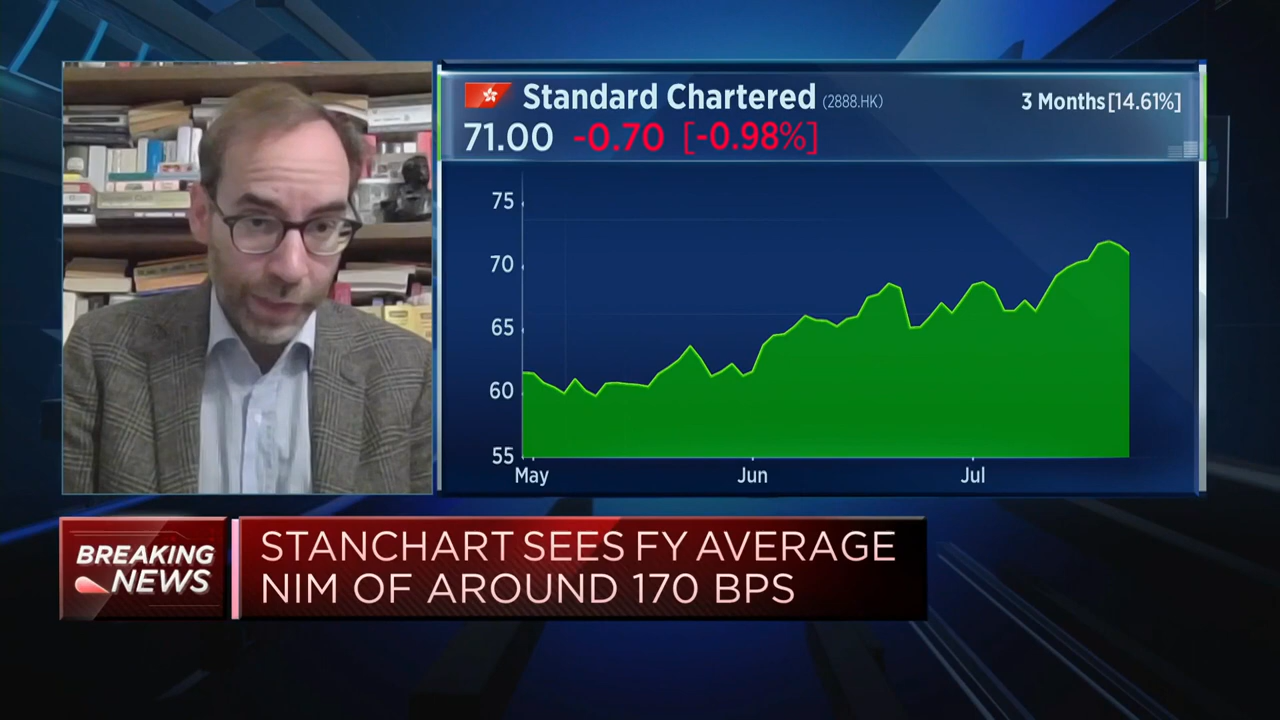 Standard Chartered (2888.HK)
3 Months[14.61%]
71.00 -0.70 [-0.98%]
75
70
65
60
55
May Jun Jul
BREAKING
NEWS
STANCHART SEES FY AVERAGE
NIM OF AROUND 170 BPS